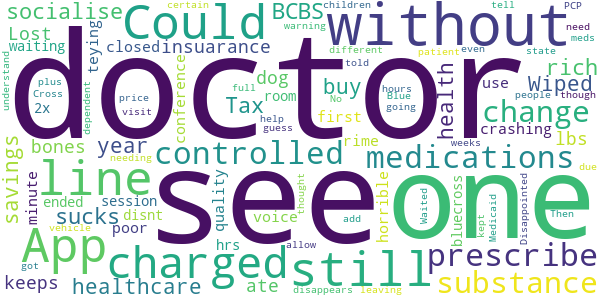 socialise Could BCBS without certain children tell PCP
Lost warning different patient even state need meds
waiting teying closed insuarance told
understand plus 2x Cross dependent price visit
doctor
conference dog room Tax full help guess buy No hours Blue going health people though
rich use Wiped
first change
savings bones year controlled rime medications crashing lbs
minute line session needing quality voice thought see horrible one due
ended disnt add bluecross Waited kept Medicaid Disappointed Then
sucks poor hrs still weeks
App vehicle charged allow prescribe
keeps got healthcare ate disappears leaving substance